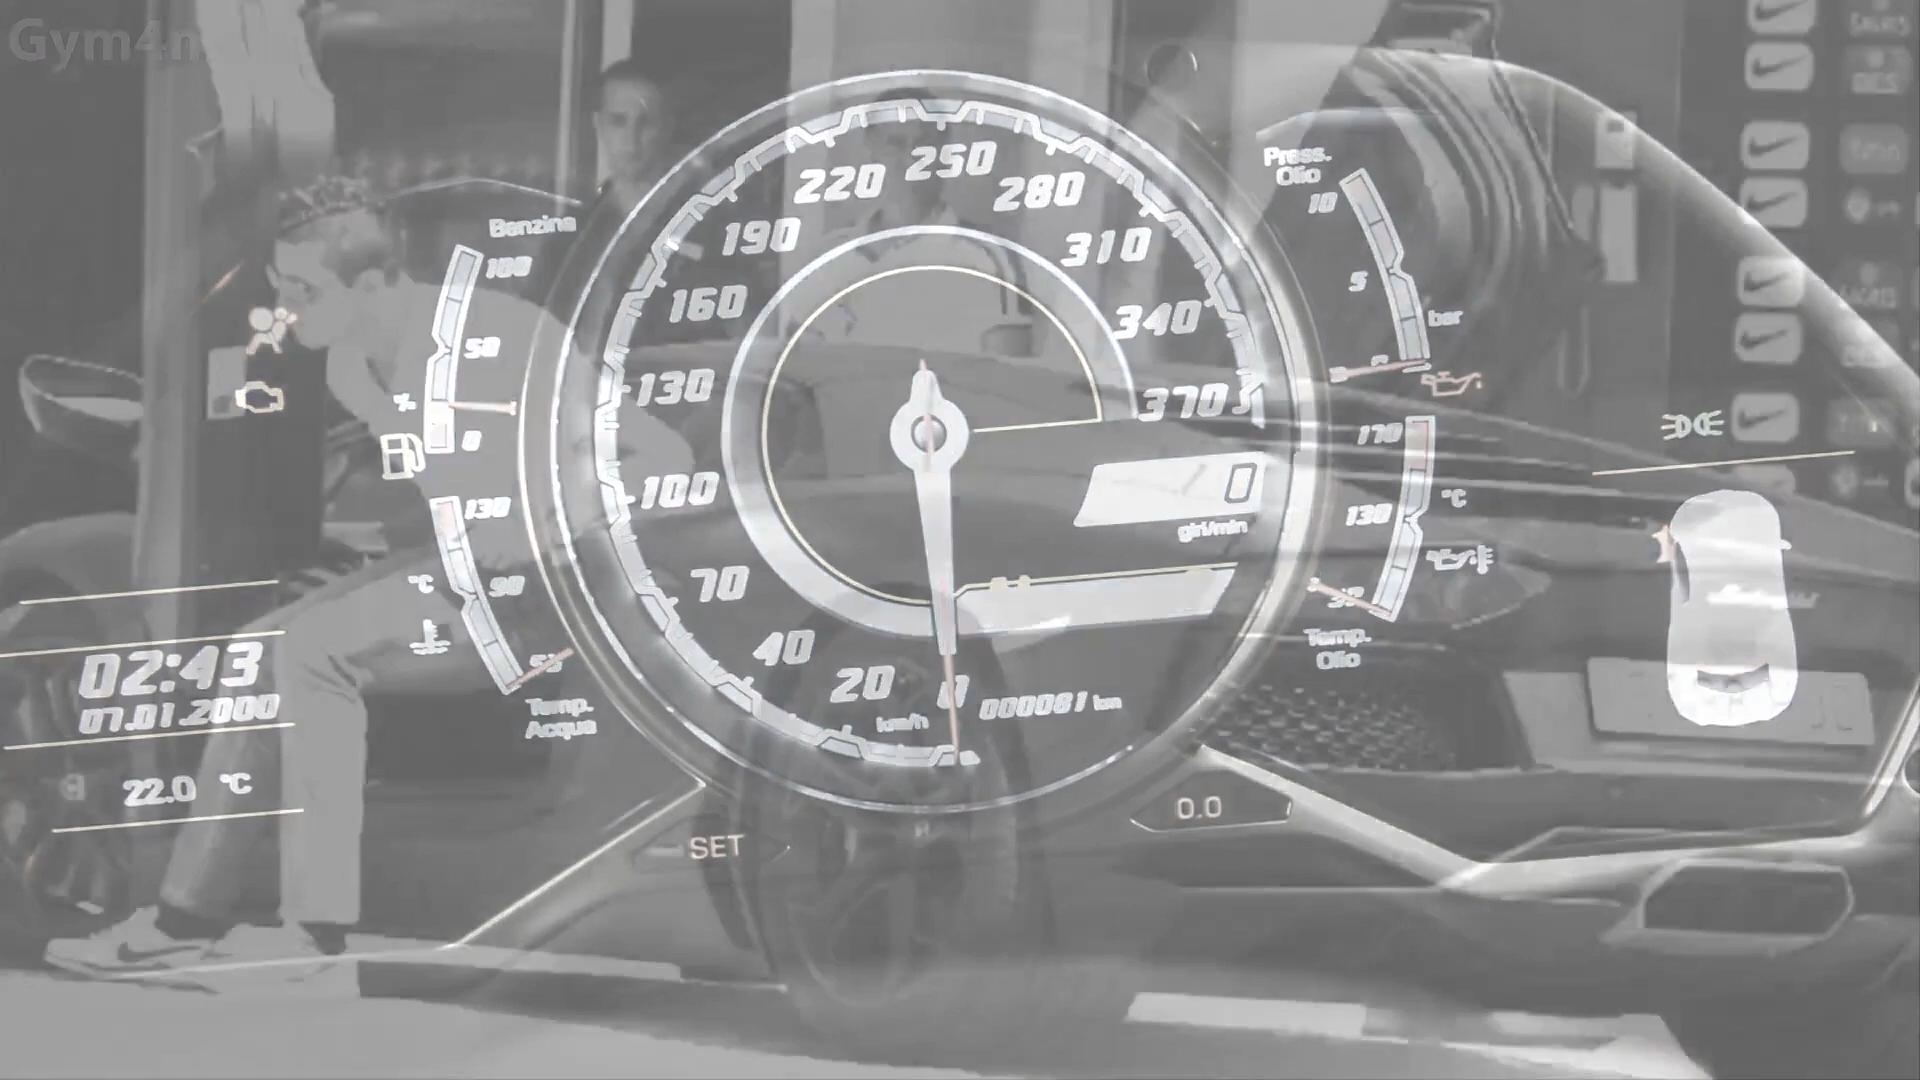 Gym4n
Benzina
100
50
%
0
130
°C
90
50
Temp.
Acqua
02:43
07.01.2000
22.0 °C
SET
250
220
280
190
310
160
340
130
370
100
0
giri/min
70
40
20
0
000081 km
km/h
0.0
Press.
Olio
10
5
bar
0
170
°C
130
Temp.
Olio